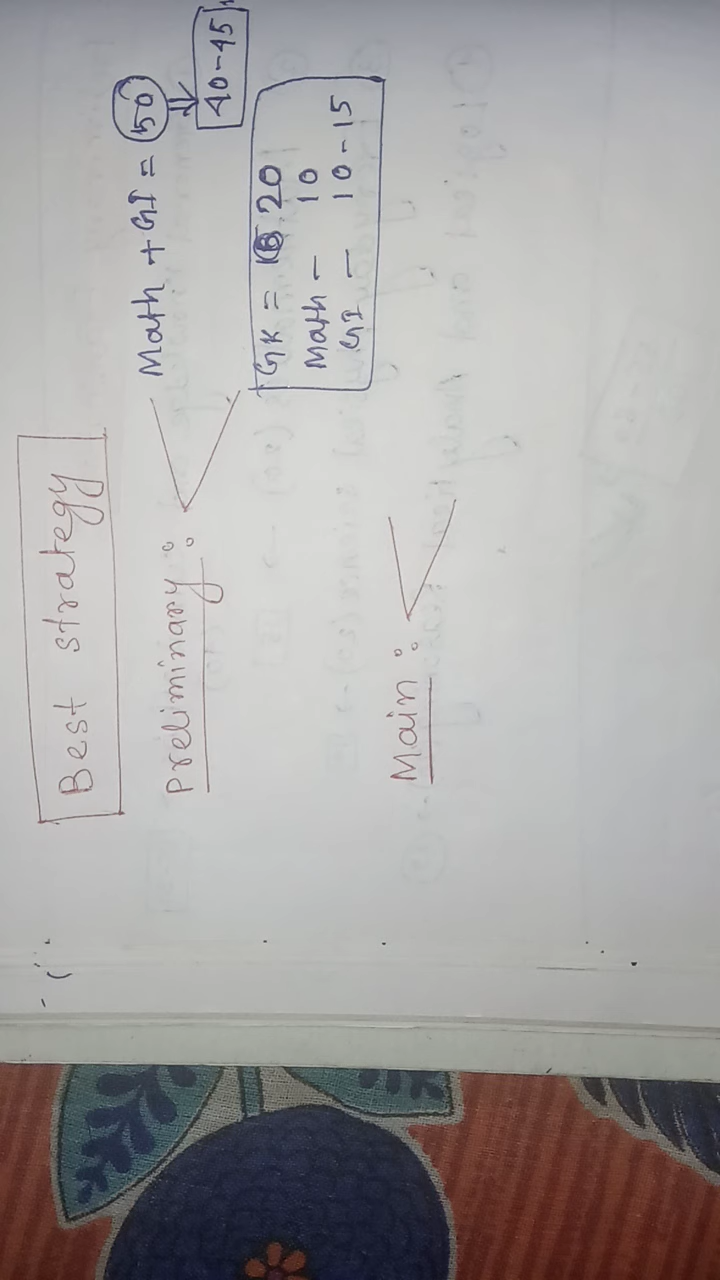 Best strategy
Preliminary :
Math + GI = 50
40-45
GK = 20
Math - 10
GI - 10-15
Main :